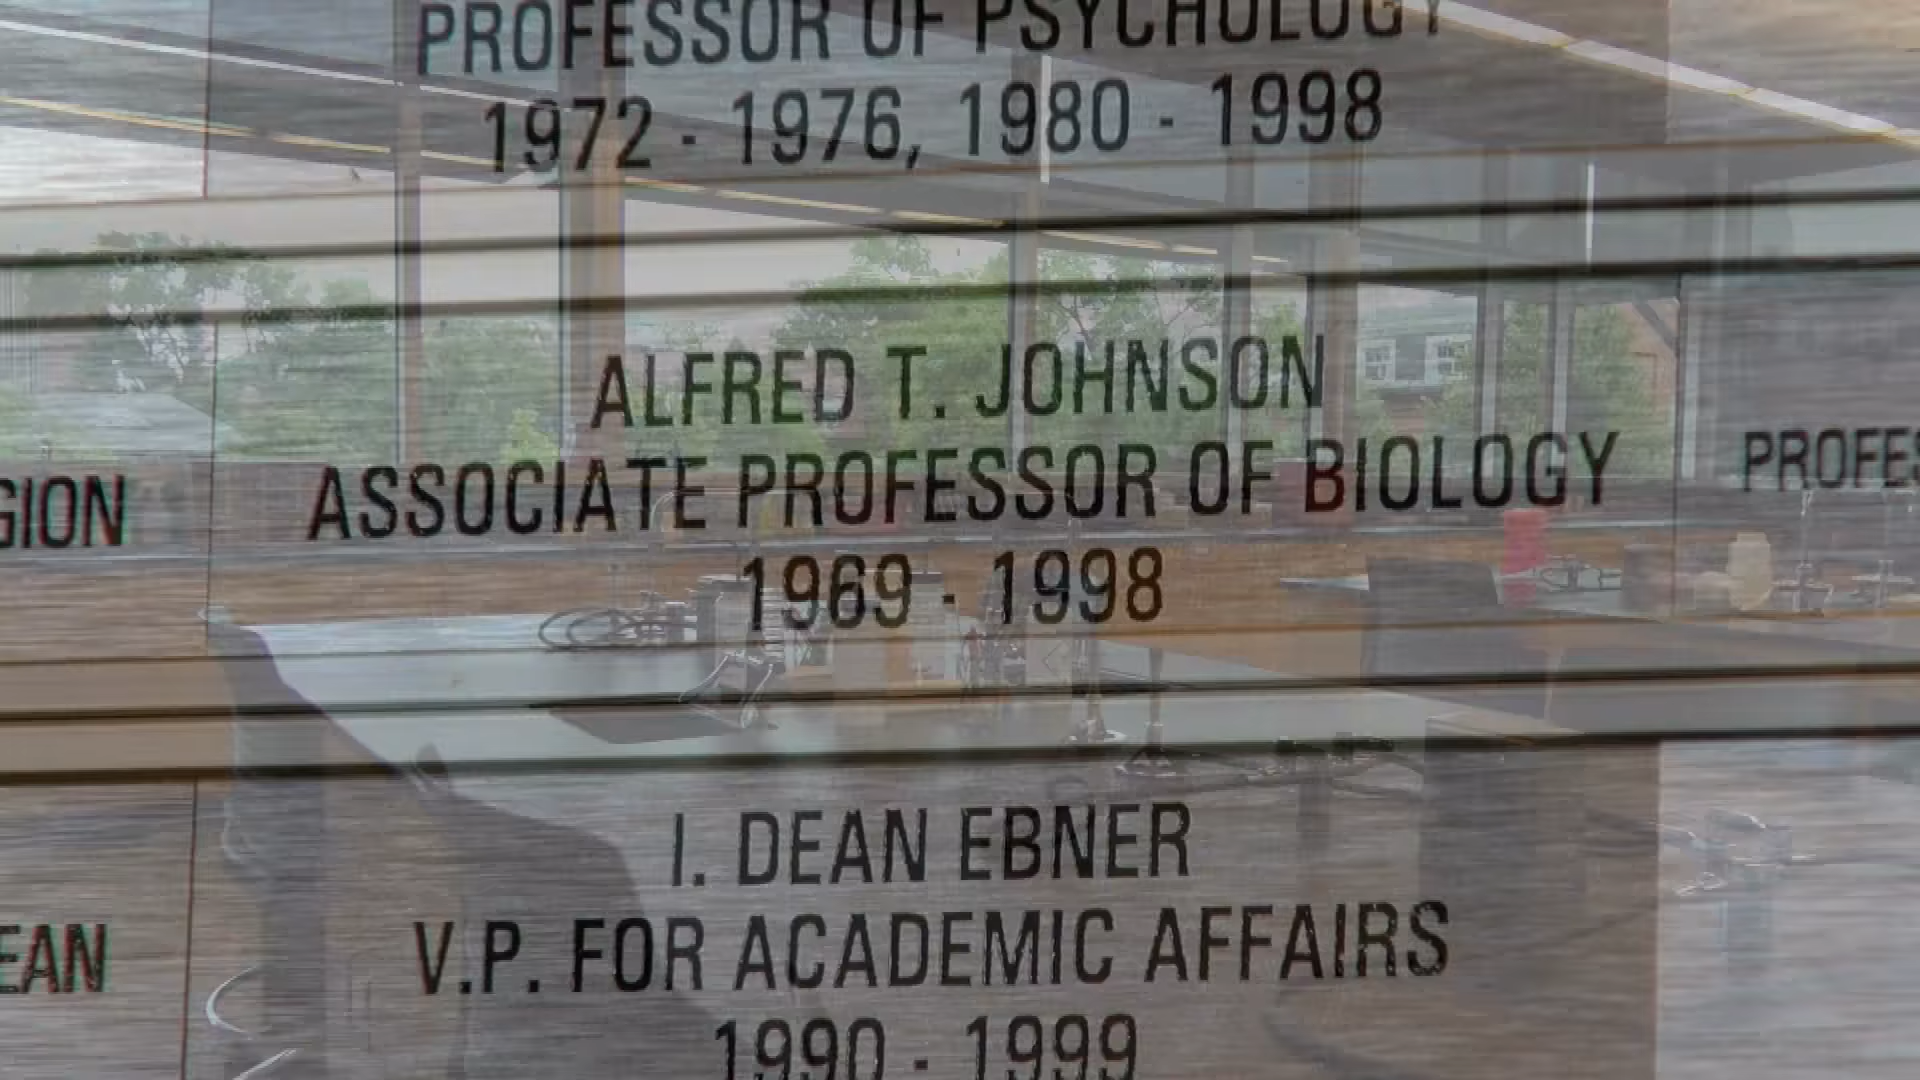 PROFESSOR OF PSYCHOLOGY
1972 - 1976, 1980 - 1998
ALFRED T. JOHNSON
ASSOCIATE PROFESSOR OF BIOLOGY
1969 - 1998
I. DEAN EBNER
V.P. FOR ACADEMIC AFFAIRS
1990 - 1999